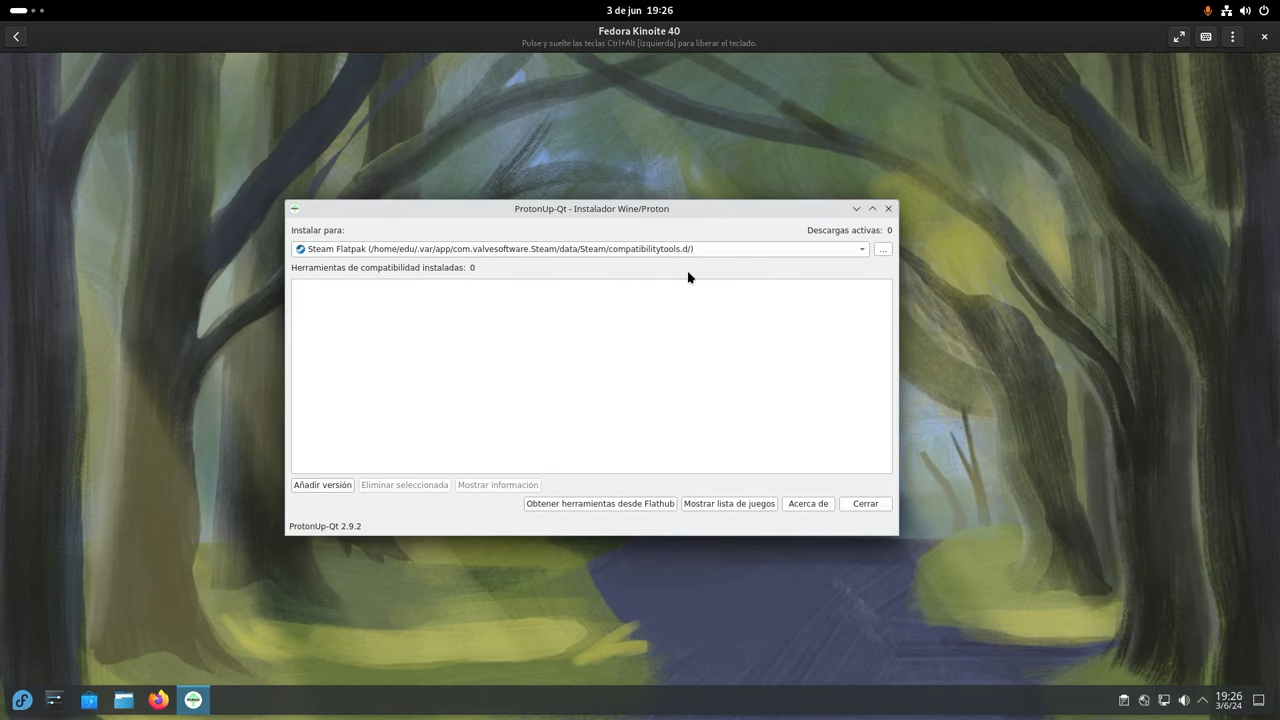 3 de jun 19:26
Fedora Kinoite 40
Pulse y suelte las teclas Ctrl+Alt [izquierda] para liberar el teclado.
ProtonUp-Qt - Instalador Wine/Proton
Instalar para:
Descargas activas: 0
Steam Flatpak (/home/edu/.var/app/com.valvesoftware.Steam/data/Steam/compatibilitytools.d/)
...
Herramientas de compatibilidad instaladas: 0
Añadir versión
Eliminar seleccionada
Mostrar información
Obtener herramientas desde Flathub
Mostrar lista de juegos
Acerca de
Cerrar
ProtonUp-Qt 2.9.2
19:26
3/6/24